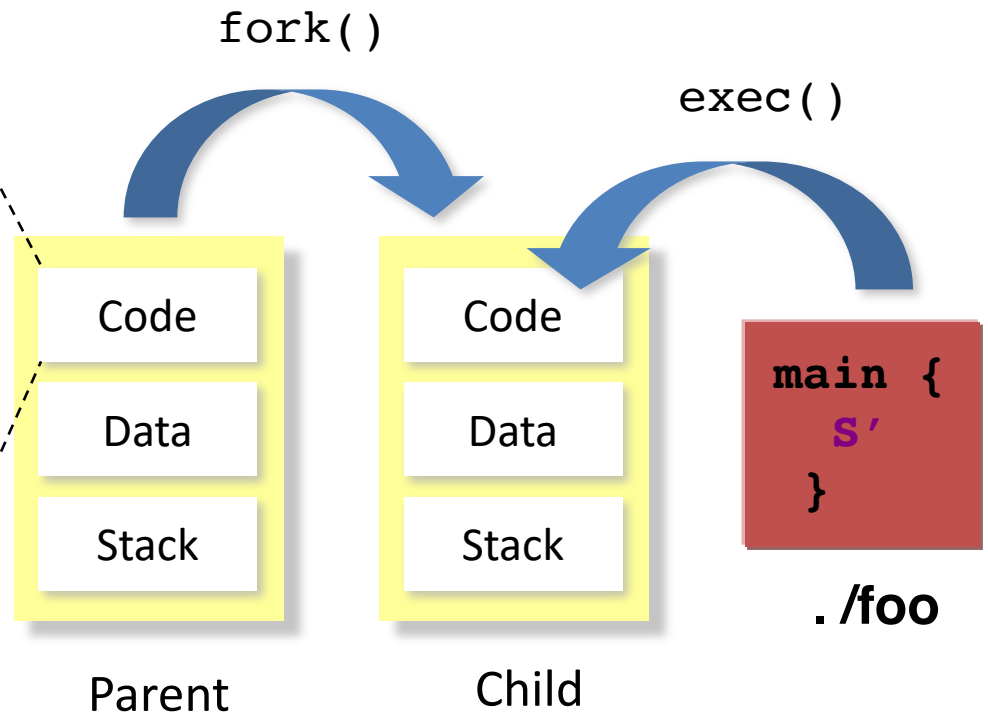 fork()
exec()
Code
Data
Stack
Parent
Code
Data
Stack
Child
main {
S′
}
./foo